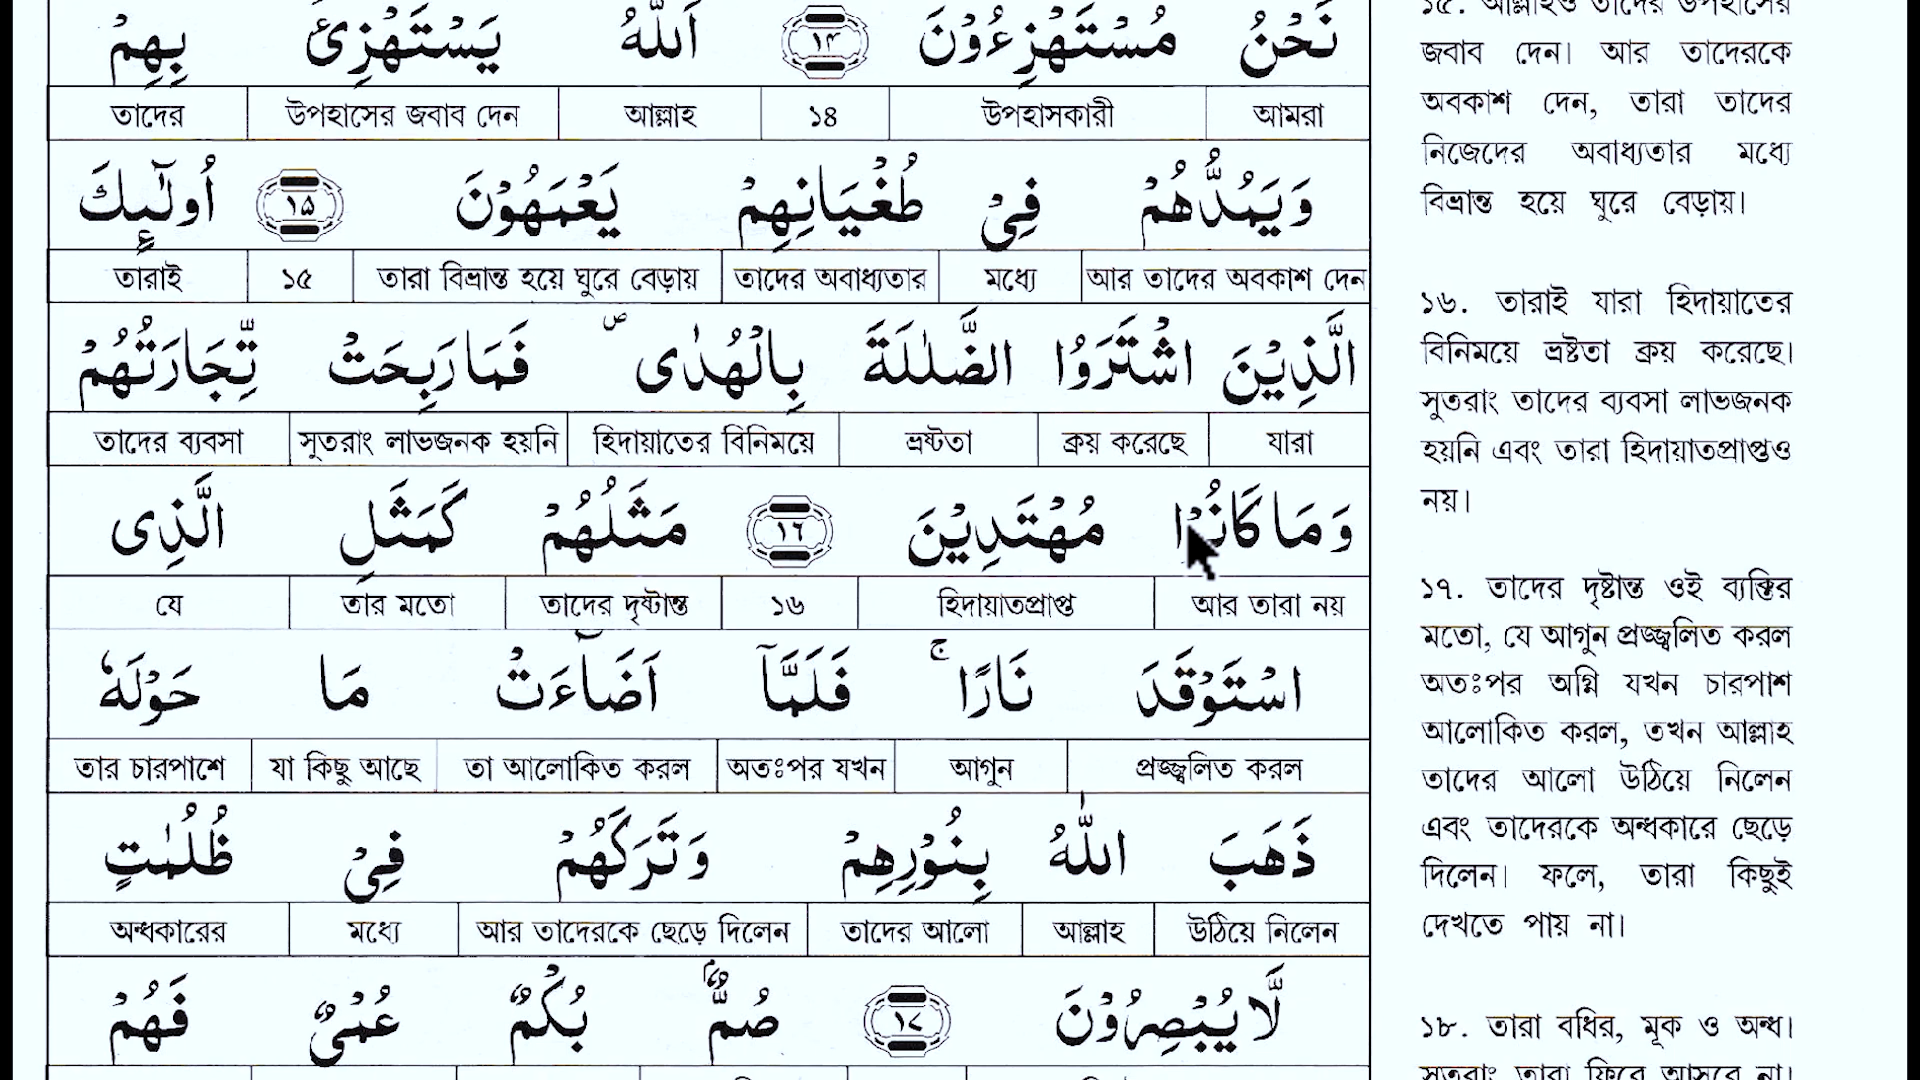 نَحْنُ مُسْتَهْزِءُوْنَ ١٤ اَللّٰهُ يَسْتَهْزِئُ بِهِمْ
আমরা উপহাসকারী ১৪ আল্লাহ উপহাসের জবাব দেন তাদের
وَيَمُدُّهُمْ فِيْ طُغْيَانِهِمْ يَعْمَهُوْنَ ١٥ اُولٰٓئِكَ
আর তাদের অবকাশ দেন মধ্যে তাদের অবাধ্যতার তারা বিভ্রান্ত হয়ে ঘুরে বেড়ায় ১৫ তারাই
الَّذِيْنَ اشْتَرَوُا الضَّلٰلَةَ بِالْهُدٰى ۖ فَمَا رَبِحَتْ تِّجَارَتُهُمْ
যারা ক্রয় করেছে ভ্রষ্টতা হিদায়াতের বিনিময়ে সুতরাং লাভজনক হয়নি তাদের ব্যবসা
وَمَا كَانُوْا مُهْتَدِيْنَ ١٦ مَثَلُهُمْ كَمَثَلِ الَّذِى
আর তারা নয় হিদায়াতপ্রাপ্ত ১৬ তাদের দৃষ্টান্ত তার মতো যে
اسْتَوْقَدَ نَارًا ۚ فَلَمَّآ اَضَآءَتْ مَا حَوْلَهٗ
প্রজ্জ্বলিত করল আগুন অতঃপর যখন তা আলোকিত করল যা কিছু আছে তার চারপাশে
ذَهَبَ اللّٰهُ بِنُوْرِهِمْ وَتَرَكَهُمْ فِيْ ظُلُمٰتٍ
উঠিয়ে নিলেন আল্লাহ তাদের আলো আর তাদেরকে ছেড়ে দিলেন মধ্যে অন্ধকারের
لَّا يُبْصِرُوْنَ ١٧ صُمٌّۢ بُكْمٌ عُمْىٌ فَهُمْ
১৫. আল্লাহও তাদের উপহাসের
জবাব দেন। আর তাদেরকে
অবকাশ দেন, তারা তাদের
নিজেদের অবাধ্যতার মধ্যে
বিভ্রান্ত হয়ে ঘুরে বেড়ায়।
১৬. তারাই যারা হিদায়াতের
বিনিময়ে ভ্রষ্টতা ক্রয় করেছে।
সুতরাং তাদের ব্যবসা লাভজনক
হয়নি এবং তারা হিদায়াতপ্রাপ্তও
নয়।
১৭. তাদের দৃষ্টান্ত ওই ব্যক্তির
মতো, যে আগুন প্রজ্জ্বলিত করল
অতঃপর অগ্নি যখন চারপাশ
আলোকিত করল, তখন আল্লাহ
তাদের আলো উঠিয়ে নিলেন
এবং তাদেরকে অন্ধকারে ছেড়ে
দিলেন। ফলে, তারা কিছুই
দেখতে পায় না।
১৮. তারা বধির, মূক ও অন্ধ।
সুতরাং তারা ফিরে আসবে না।